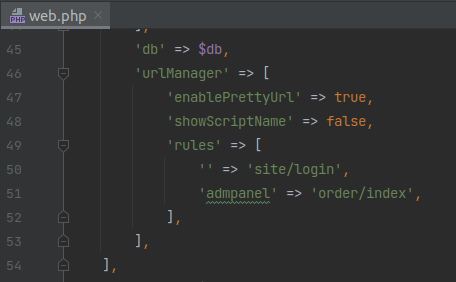 web.php
45 'db' => $db,
46 'urlManager' => [
47 'enablePrettyUrl' => true,
48 'showScriptName' => false,
49 'rules' => [
50 '' => 'site/login',
51 'admpanel' => 'order/index',
52 ],
53 ],
54 ],